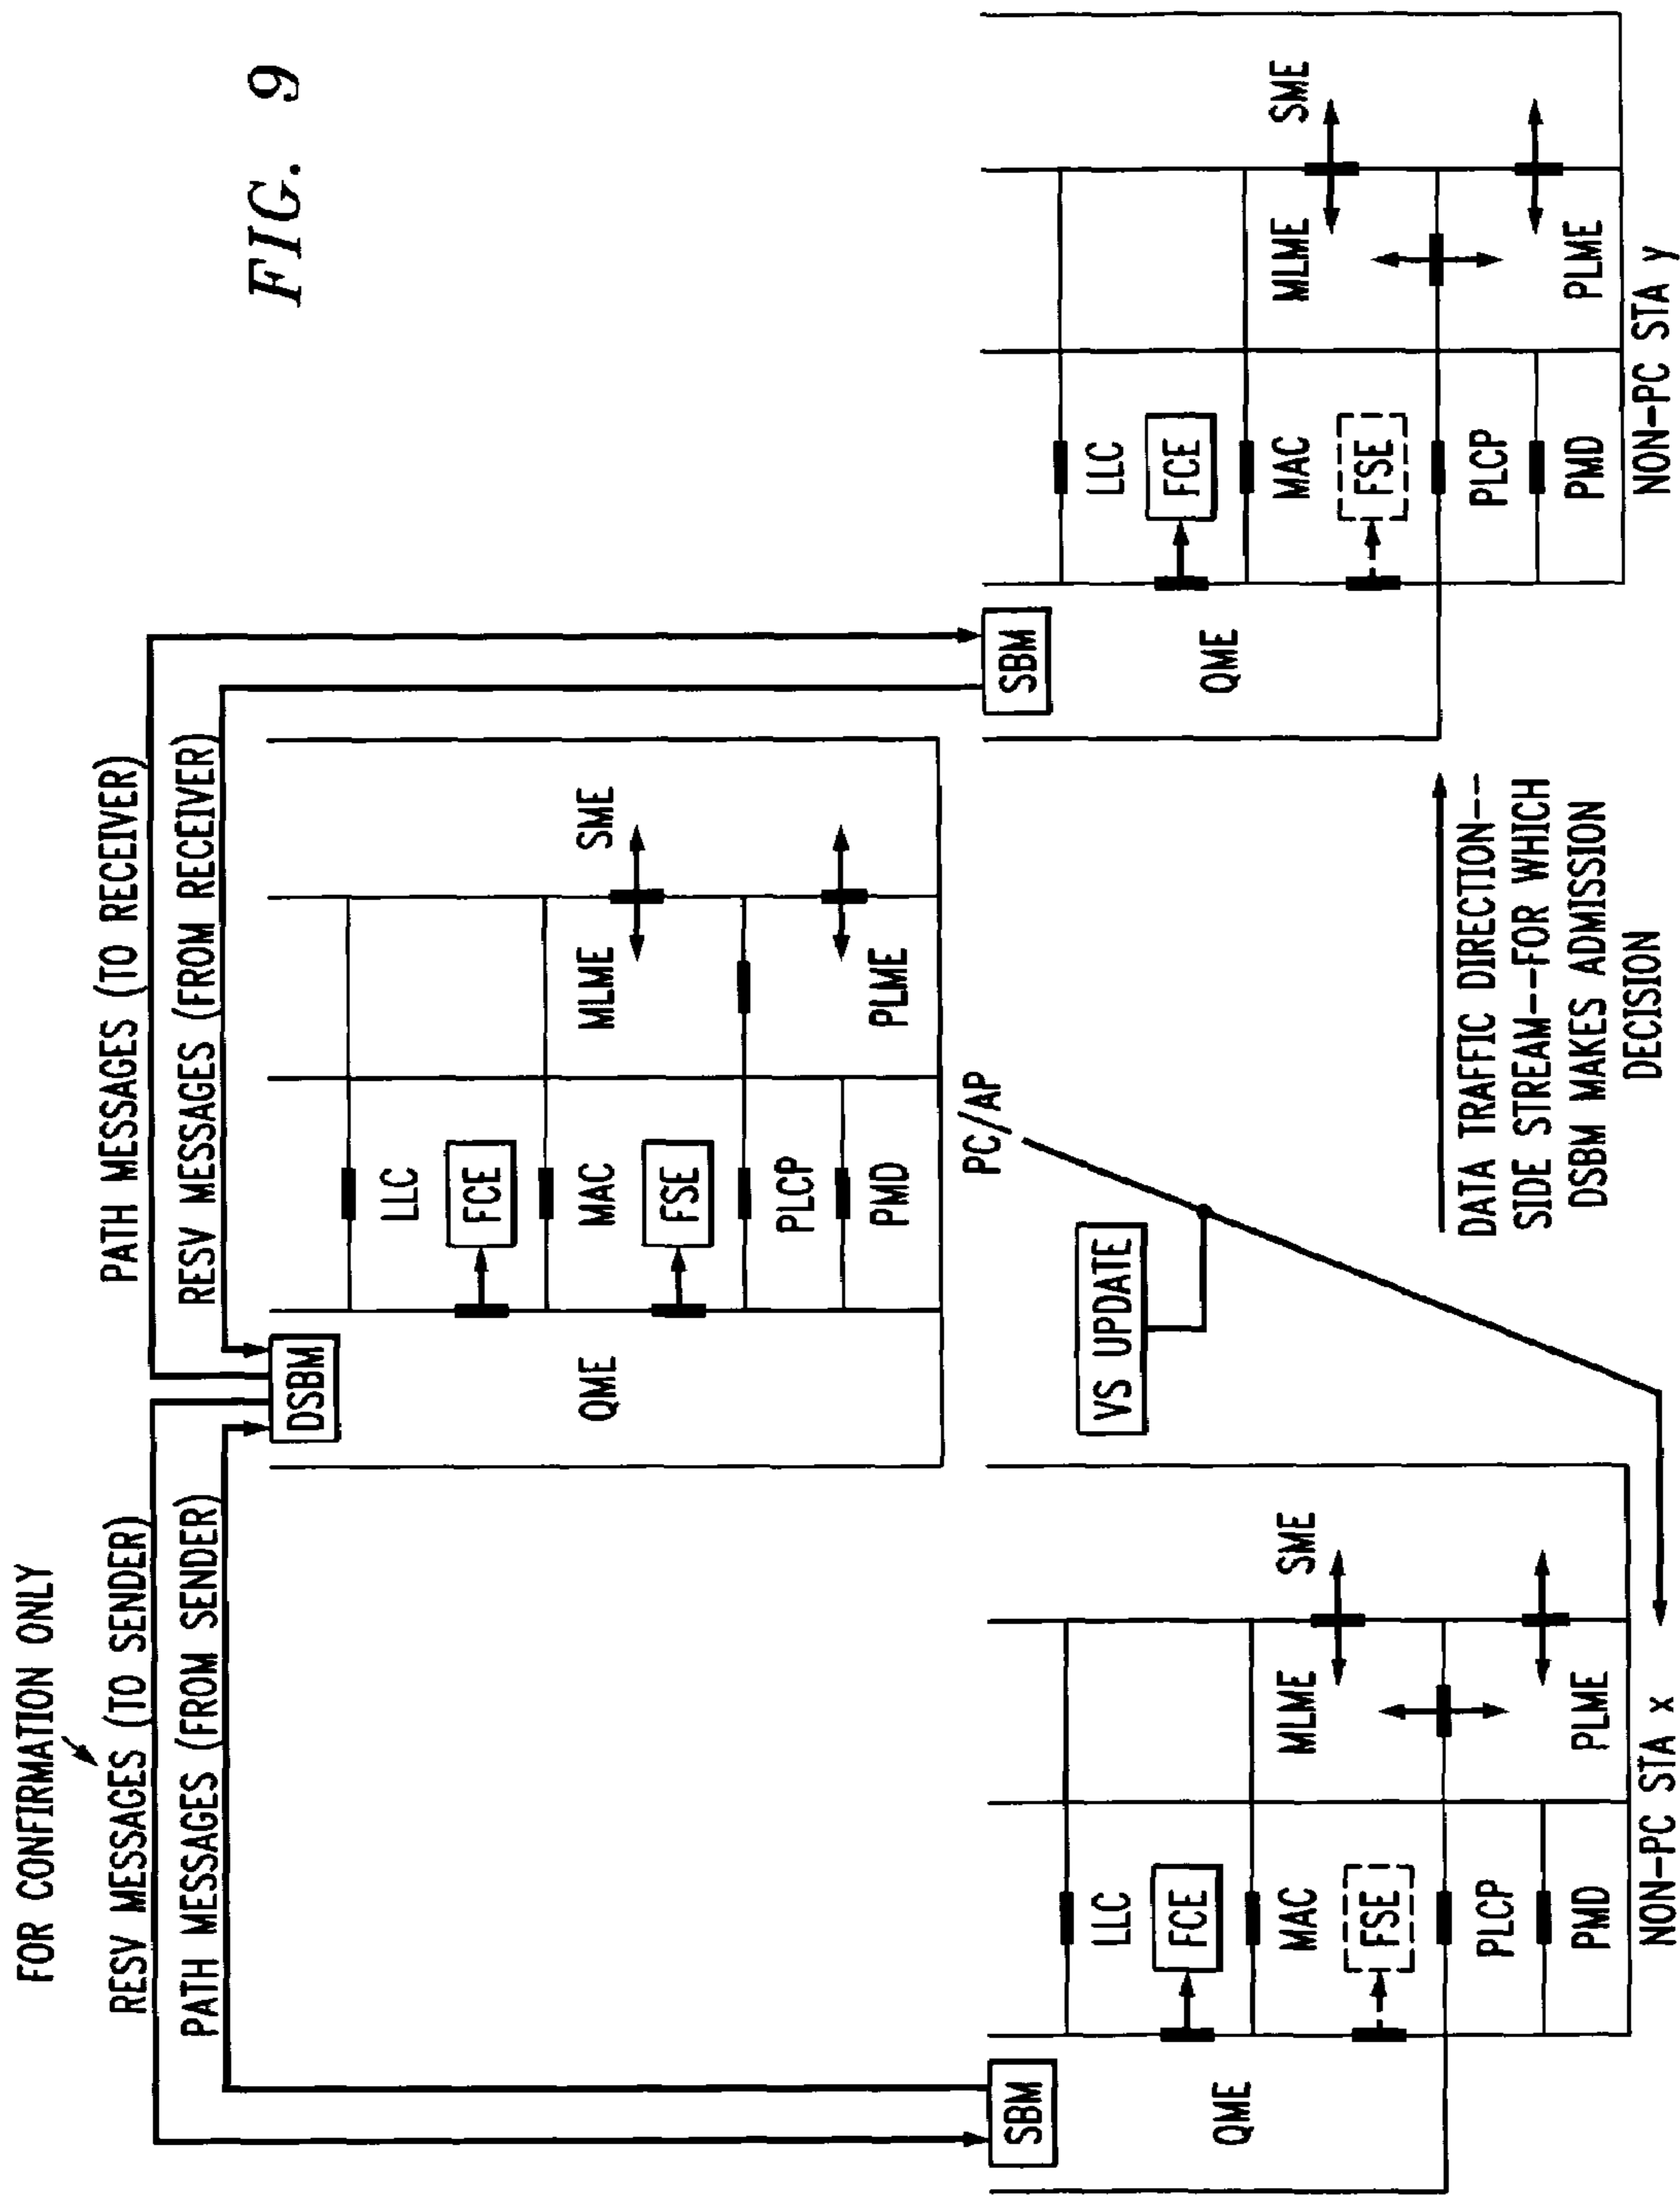 FIG. 9
FOR CONFIRMATION ONLY
RESV MESSAGES (TO SENDER)
PATH MESSAGES (FROM SENDER)
PATH MESSAGES (TO RECEIVER)
RESV MESSAGES (FROM RECEIVER)
DSBM
QME
LLC
FCE
MAC
FSE
PLCP
PMD
MLME
PLME
SME
PC/AP
VS UPDATE
SBM
QME
LLC
FCE
MAC
FSE
PLCP
PMD
MLME
PLME
SME
NON-PC STA x
DATA TRAFFIC DIRECTION--
SIDE STREAM--FOR WHICH
DSBM MAKES ADMISSION
DECISION
SBM
QME
LLC
FCE
MAC
FSE
PLCP
PMD
MLME
PLME
SME
NON-PC STA y